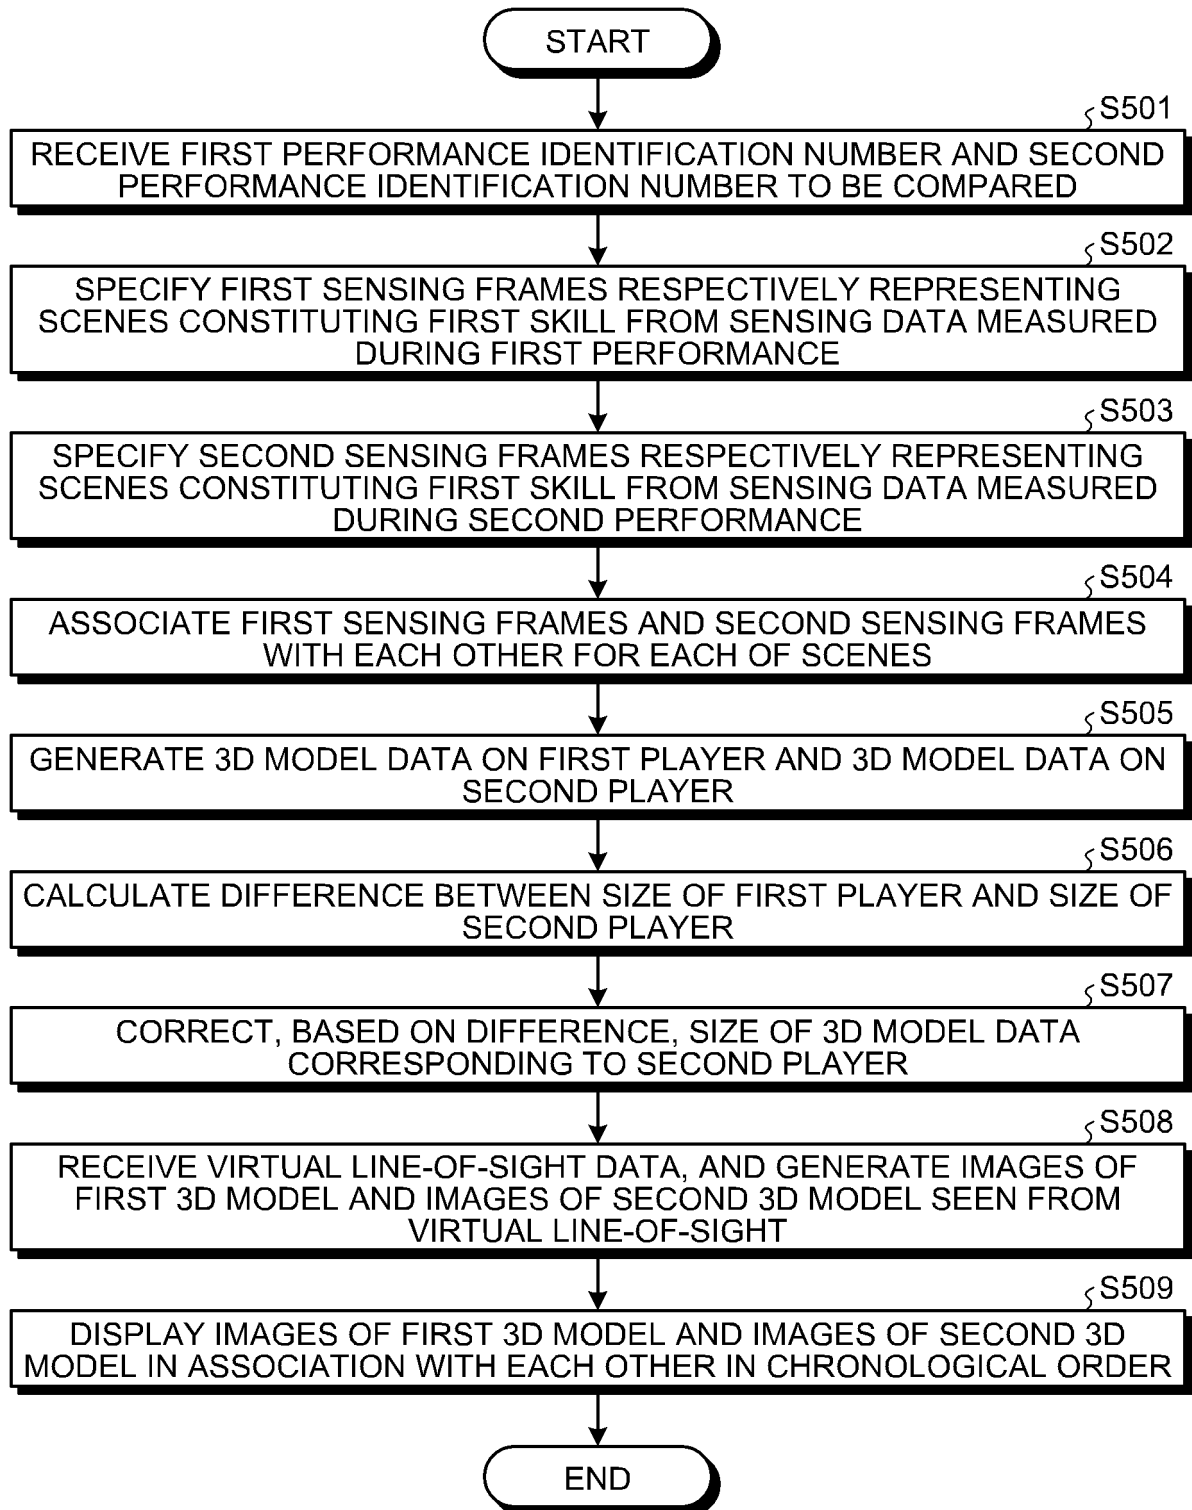 START
S501
RECEIVE FIRST PERFORMANCE IDENTIFICATION NUMBER AND SECOND
PERFORMANCE IDENTIFICATION NUMBER TO BE COMPARED
S502
SPECIFY FIRST SENSING FRAMES RESPECTIVELY REPRESENTING
SCENES CONSTITUTING FIRST SKILL FROM SENSING DATA MEASURED
DURING FIRST PERFORMANCE
S503
SPECIFY SECOND SENSING FRAMES RESPECTIVELY REPRESENTING
SCENES CONSTITUTING FIRST SKILL FROM SENSING DATA MEASURED
DURING SECOND PERFORMANCE
S504
ASSOCIATE FIRST SENSING FRAMES AND SECOND SENSING FRAMES
WITH EACH OTHER FOR EACH OF SCENES
S505
GENERATE 3D MODEL DATA ON FIRST PLAYER AND 3D MODEL DATA ON
SECOND PLAYER
S506
CALCULATE DIFFERENCE BETWEEN SIZE OF FIRST PLAYER AND SIZE OF
SECOND PLAYER
S507
CORRECT, BASED ON DIFFERENCE, SIZE OF 3D MODEL DATA
CORRESPONDING TO SECOND PLAYER
S508
RECEIVE VIRTUAL LINE-OF-SIGHT DATA, AND GENERATE IMAGES OF
FIRST 3D MODEL AND IMAGES OF SECOND 3D MODEL SEEN FROM
VIRTUAL LINE-OF-SIGHT
S509
DISPLAY IMAGES OF FIRST 3D MODEL AND IMAGES OF SECOND 3D
MODEL IN ASSOCIATION WITH EACH OTHER IN CHRONOLOGICAL ORDER
END